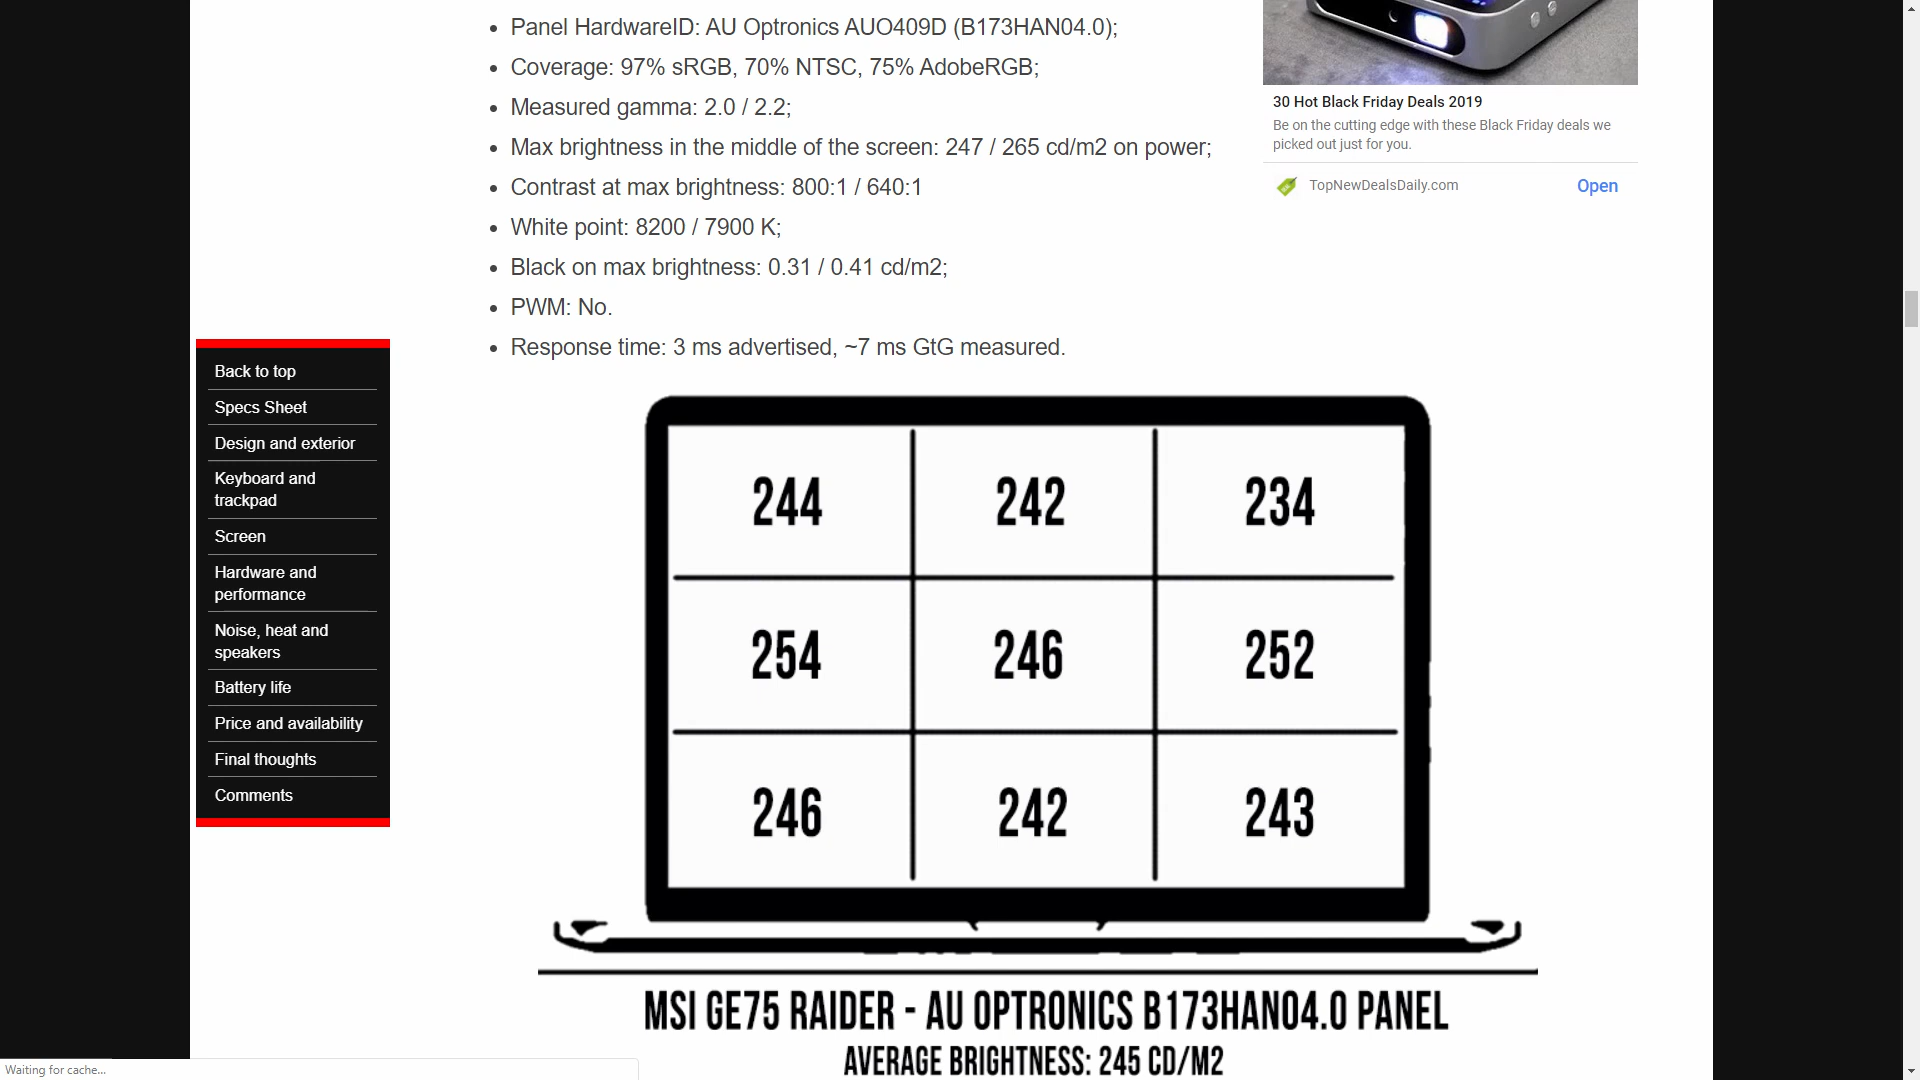 Panel HardwareID: AU Optronics AUO409D (B173HAN04.0);
Coverage: 97% sRGB, 70% NTSC, 75% AdobeRGB;
Measured gamma: 2.0 / 2.2;
Max brightness in the middle of the screen: 247 / 265 cd/m2 on power;
Contrast at max brightness: 800:1 / 640:1
White point: 8200 / 7900 K;
Black on max brightness: 0.31 / 0.41 cd/m2;
PWM: No.
Response time: 3 ms advertised, ~7 ms GtG measured.
30 Hot Black Friday Deals 2019
Be on the cutting edge with these Black Friday deals we
picked out just for you.
TopNewDealsDaily.com
Open
Back to top
Specs Sheet
Design and exterior
Keyboard and
trackpad
Screen
Hardware and
performance
Noise, heat and
speakers
Battery life
Price and availability
Final thoughts
Comments
244 242 234
254 246 252
246 242 243
MSI GE75 RAIDER - AU OPTRONICS B173HAN04.0 PANEL
AVERAGE BRIGHTNESS: 245 CD/M2
Waiting for cache...